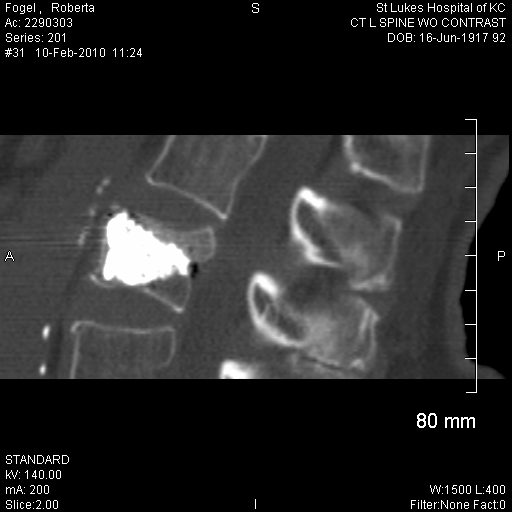 Fogel , Roberta
Ac: 2290303
Series: 201
#31 10-Feb-2010 11:24
S
St Lukes Hospital of KC
CT L SPINE WO CONTRAST
DOB: 16-Jun-1917 92
A
P
80 mm
STANDARD
kV: 140.00
mA: 200
Slice:2.00
I
W:1500 L:400
Filter:None Fact:0